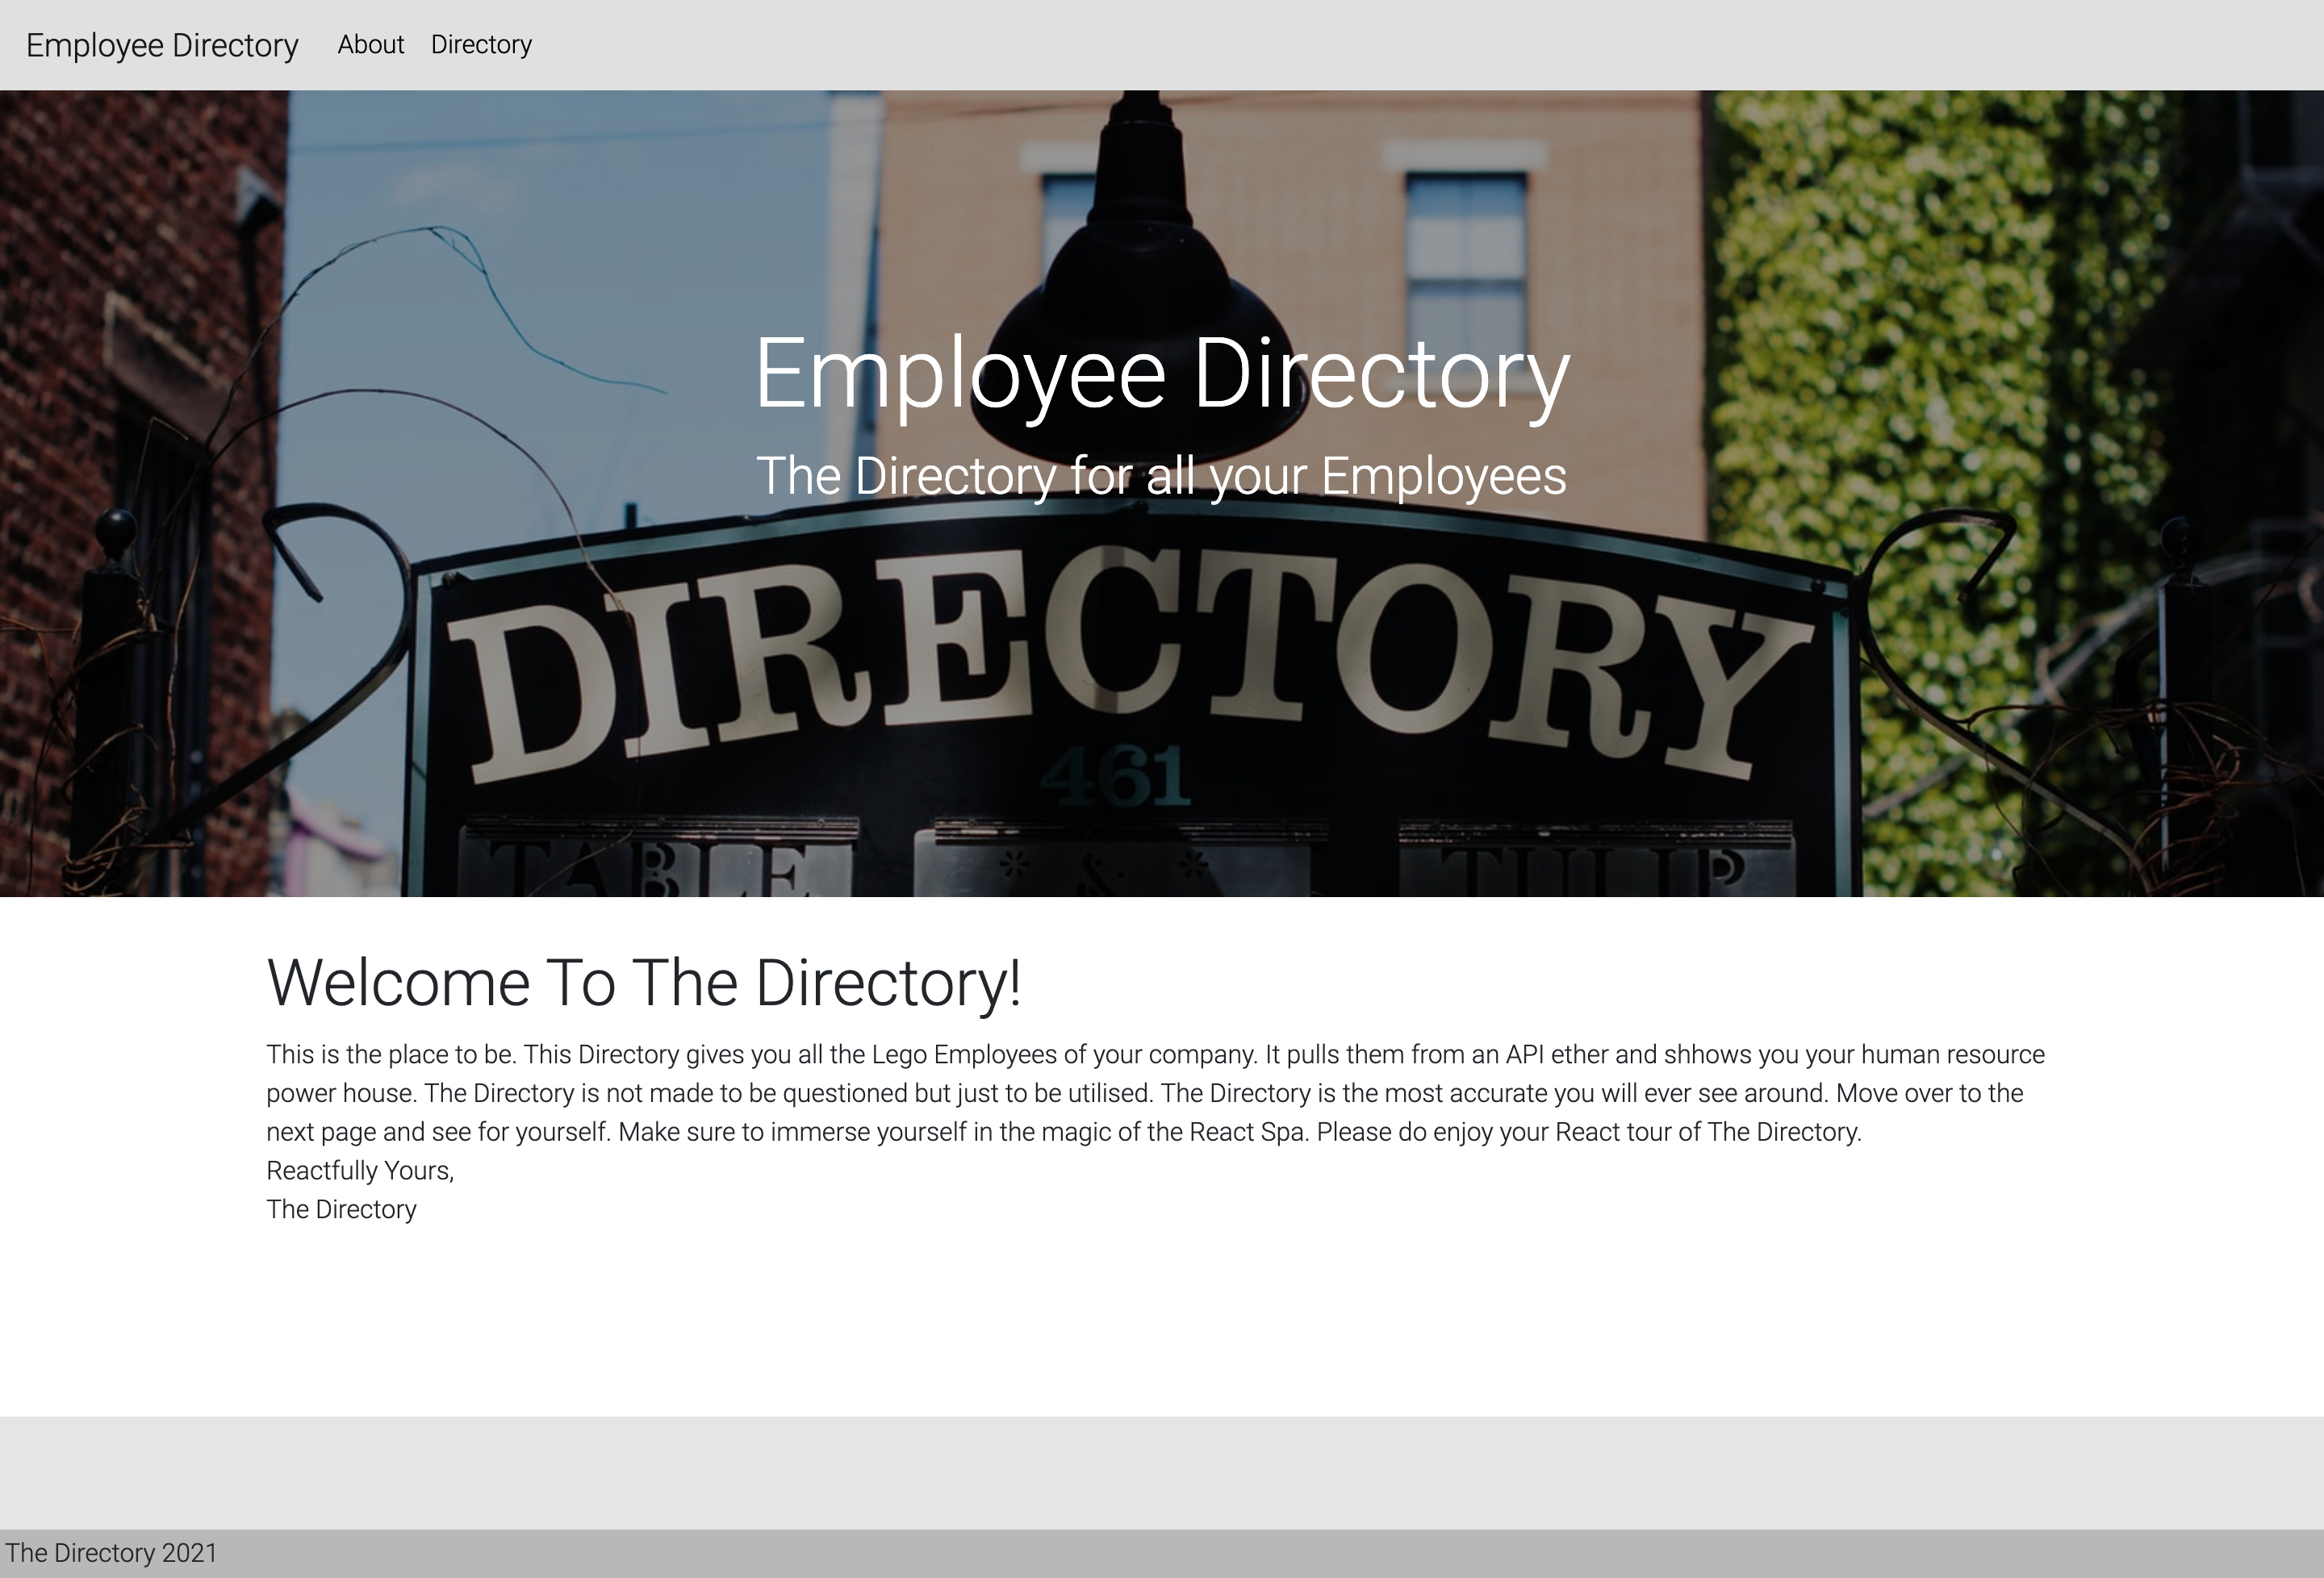 Employee Directory About Directory
Employee Directory
The Directory for all your Employees
DIRECTORY
461
TABLE & TULIP
Welcome To The Directory!
This is the place to be. This Directory gives you all the Lego Employees of your company. It pulls them from an API ether and shhows you your human resource
power house. The Directory is not made to be questioned but just to be utilised. The Directory is the most accurate you will ever see around. Move over to the
next page and see for yourself. Make sure to immerse yourself in the magic of the React Spa. Please do enjoy your React tour of The Directory.
Reactfully Yours,
The Directory
The Directory 2021